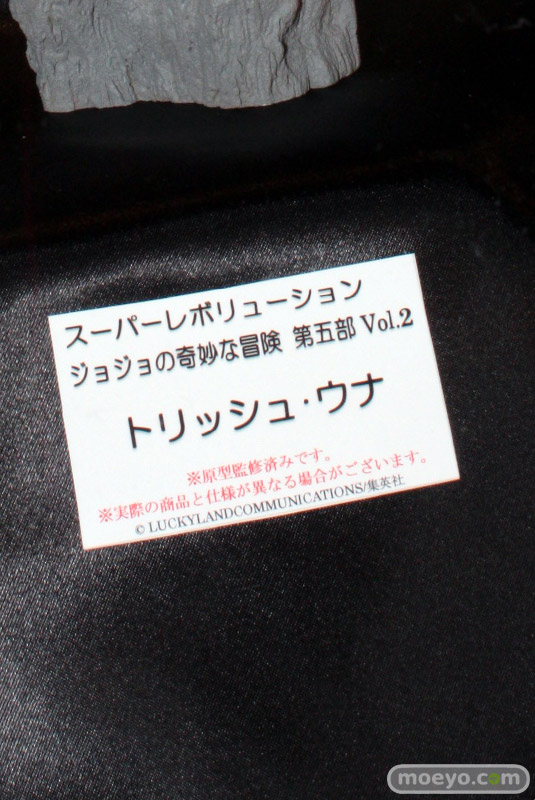 スーパーレボリューション
ジョジョの奇妙な冒険 第五部 Vol.2
トリッシュ・ウナ
※原型監修済みです。
※実際の商品と仕様が異なる場合がございます。
© LUCKYLANDCOMMUNICATIONS/集英社
moeyo.com